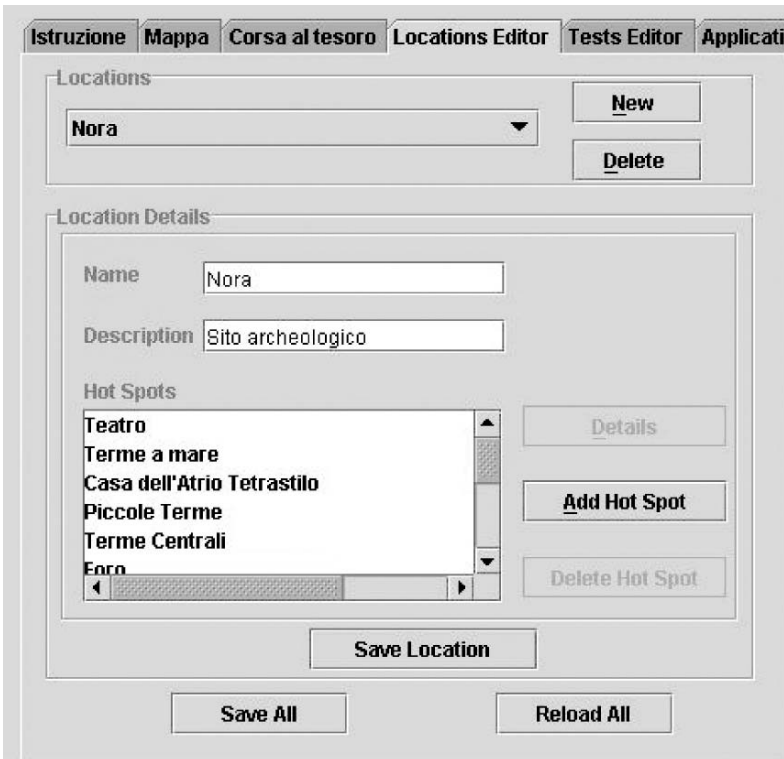 Istruzione Mappa Corsa al tesoro Locations Editor Tests Editor Applicati
Locations
Nora
New
Delete
Location Details
Name Nora
Description Sito archeologico
Hot Spots
Teatro
Terme a mare
Casa dell'Atrio Tetrastilo
Piccole Terme
Terme Centrali
Foro
Details
Add Hot Spot
Delete Hot Spot
Save Location
Save All Reload All